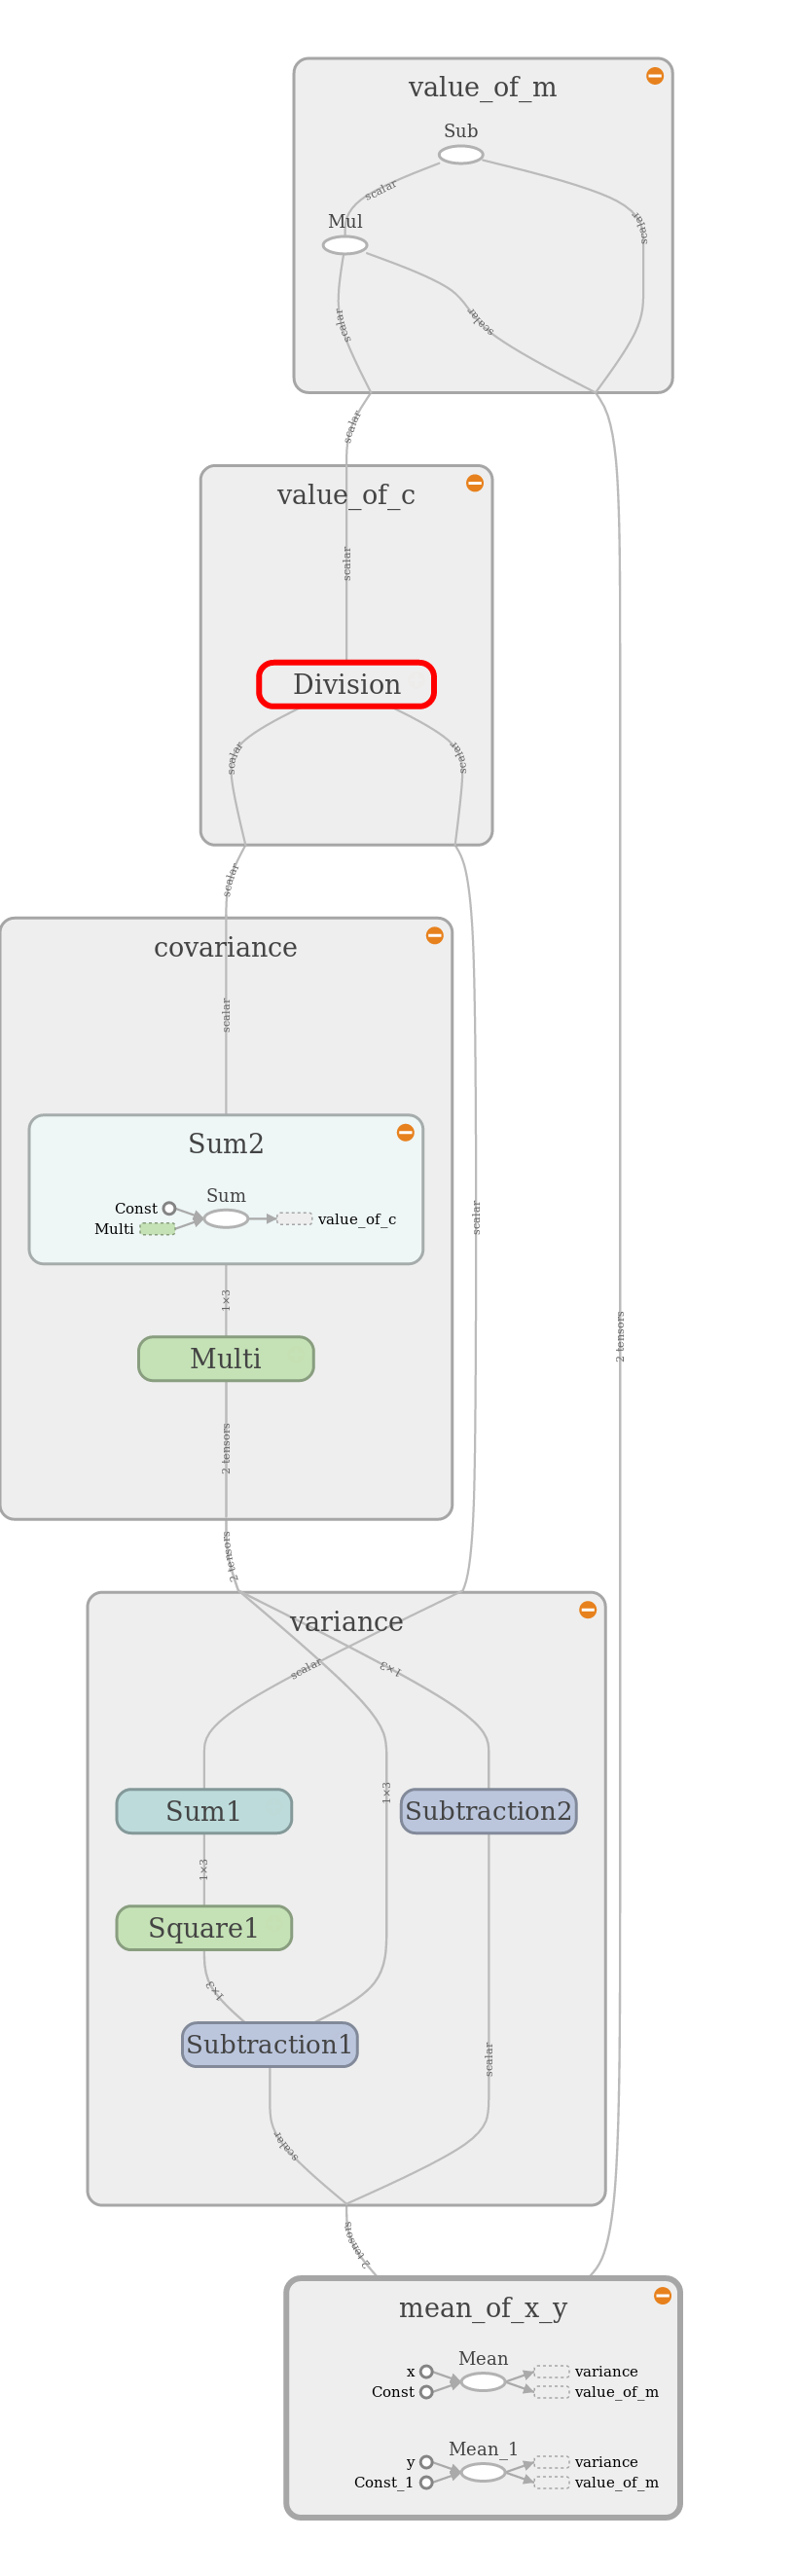 value_of_m
Sub
scalar
Mul
scalar
scalar
scalar
scalar
value_of_c
scalar
Division
scalar
scalar
scalar
covariance
scalar
Sum2
Sum
Const
Multi
value_of_c
scalar
1×3
2 tensors
Multi
2 tensors
2 tensors
variance
scalar
1×3
1×3
Sum1
Subtraction2
1×3
Square1
1×3
Subtraction1
scalar
scalar
2 tensors
mean_of_x_y
Mean
x
variance
Const
value_of_m
Mean_1
y
variance
Const_1
value_of_m